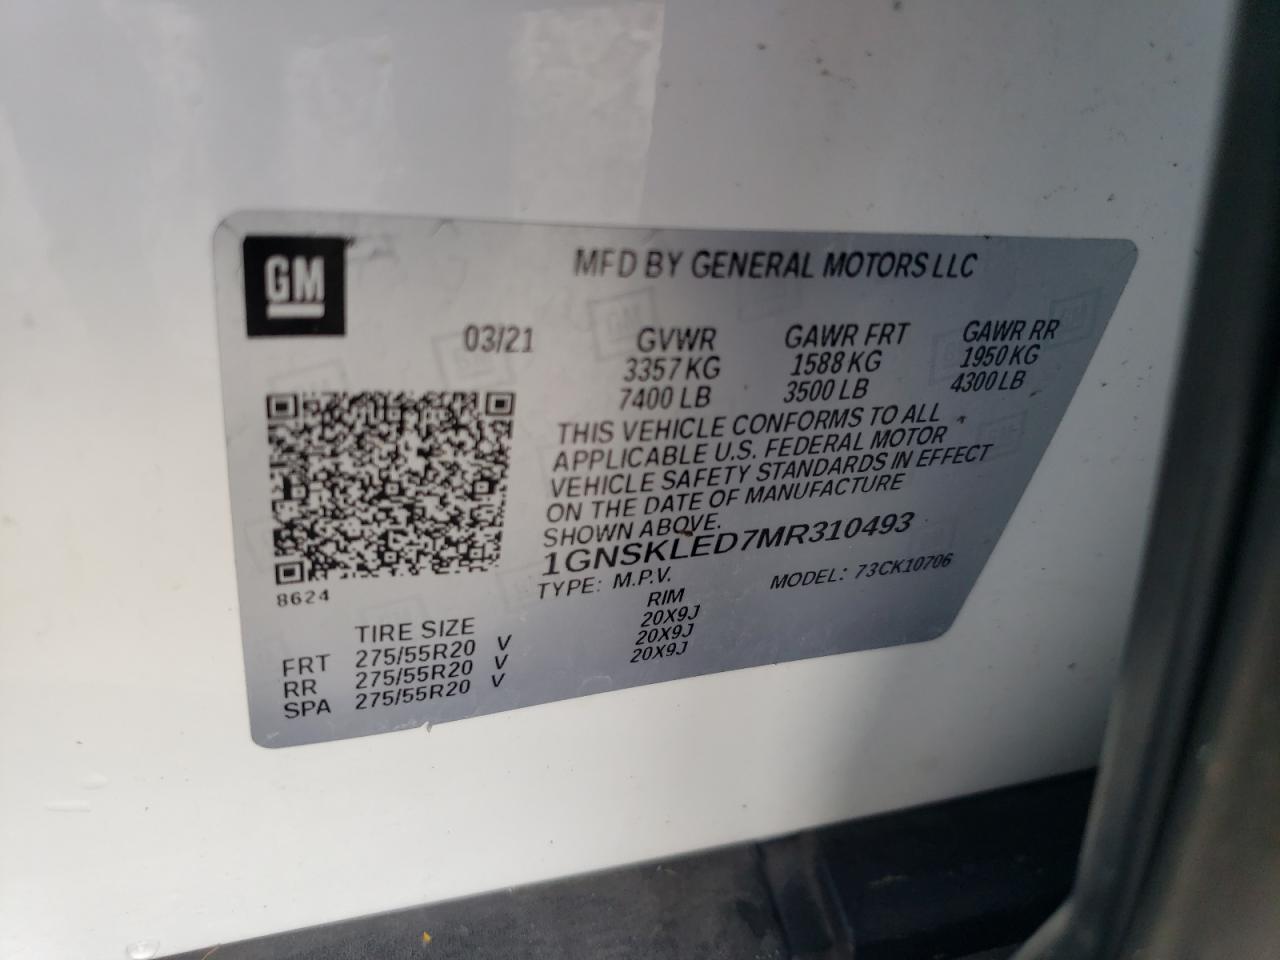 GM
MFD BY GENERAL MOTORS LLC
03/21 GVWR GAWR FRT GAWR RR
3357 KG 1588 KG 1950 KG
7400 LB 3500 LB 4300 LB
THIS VEHICLE CONFORMS TO ALL
APPLICABLE U.S. FEDERAL MOTOR
VEHICLE SAFETY STANDARDS IN EFFECT
ON THE DATE OF MANUFACTURE
SHOWN ABOVE.
1GNSKLED7MR310493
TYPE: M.P.V. MODEL: 73CK10706
8624
TIRE SIZE RIM
FRT 275/55R20 V 20X9J
RR 275/55R20 V 20X9J
SPA 275/55R20 V 20X9J